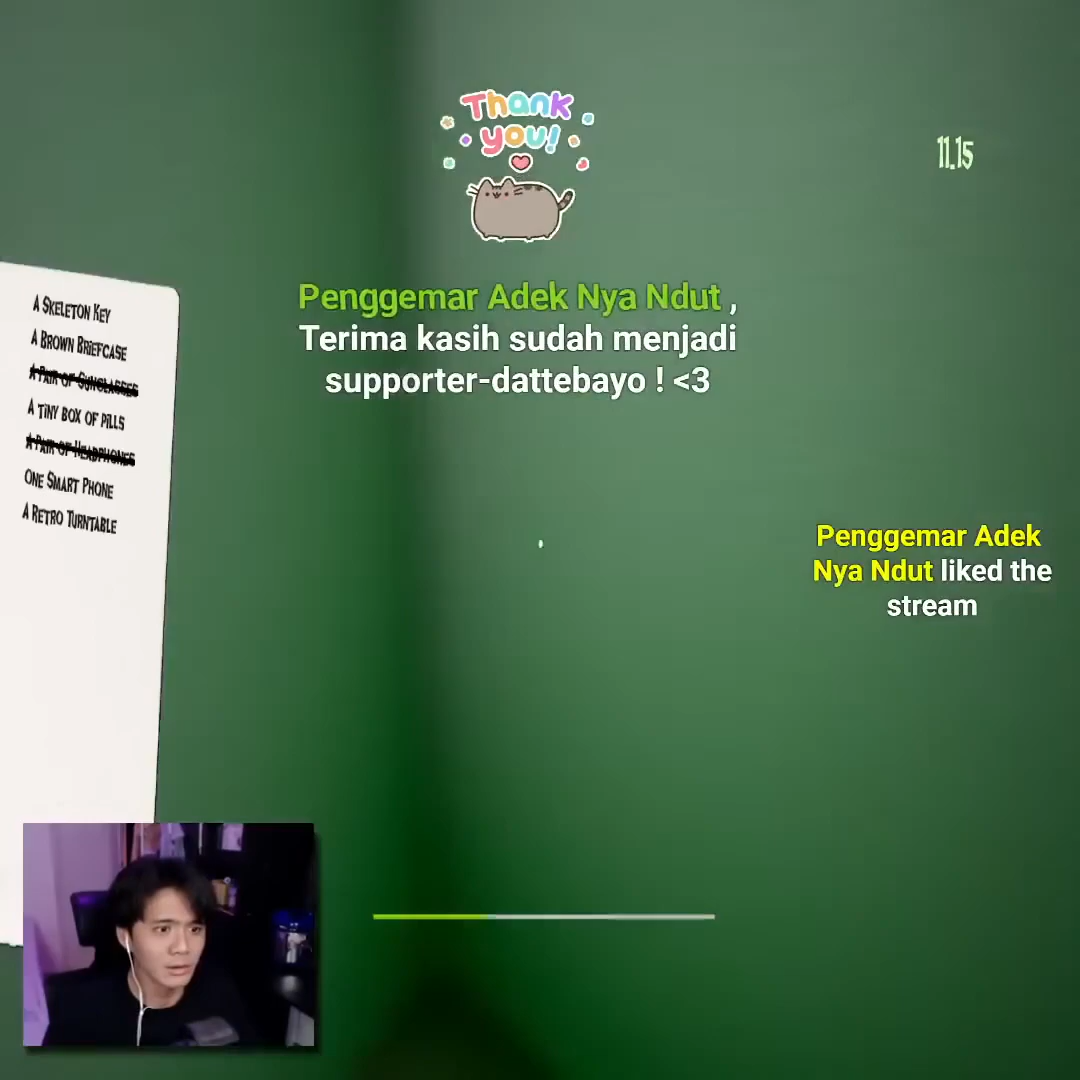 Thank
you!
11.15
Penggemar Adek Nya Ndut ,
Terima kasih sudah menjadi
supporter-dattebayo ! <3
A Skeleton Key
A Brown Briefcase
A Pair of Sunglasses
A tiny box of pills
A Pair of Headphones
One Smart Phone
A Retro Turntable
Penggemar Adek
Nya Ndut liked the
stream